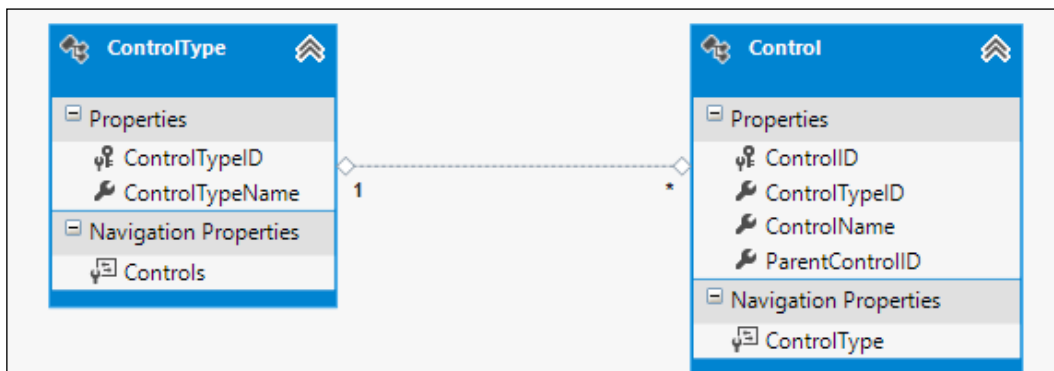 ControlType
Properties
ControlTypeID
ControlTypeName
Navigation Properties
Controls
1
*
Control
Properties
ControlID
ControlTypeID
ControlName
ParentControlID
Navigation Properties
ControlType